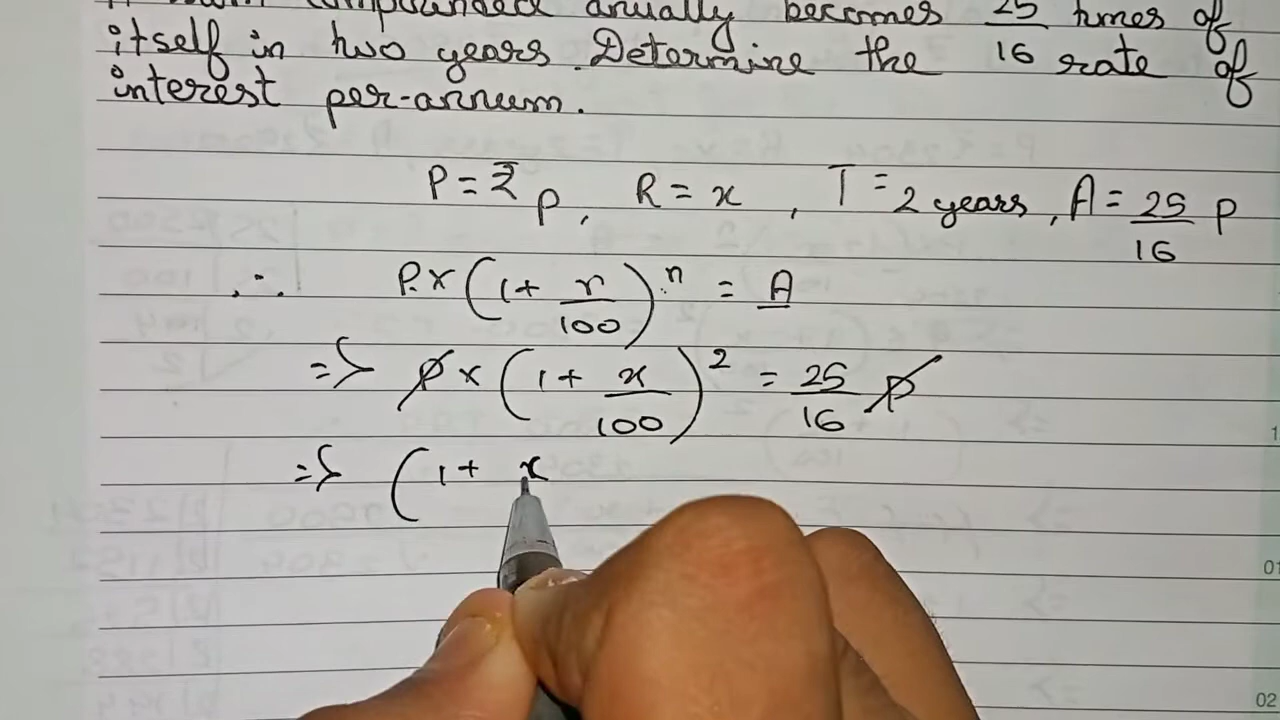 compounded anually becomes 25/16 times of
itself in two years. Determine the rate of
interest per-annum.
P = ₹ P, R = x, T = 2 years, A = 25/16 P
∴ P × (1 + r/100)^n = A
=> P × (1 + x/100)^2 = 25/16 P
=> (1 + x